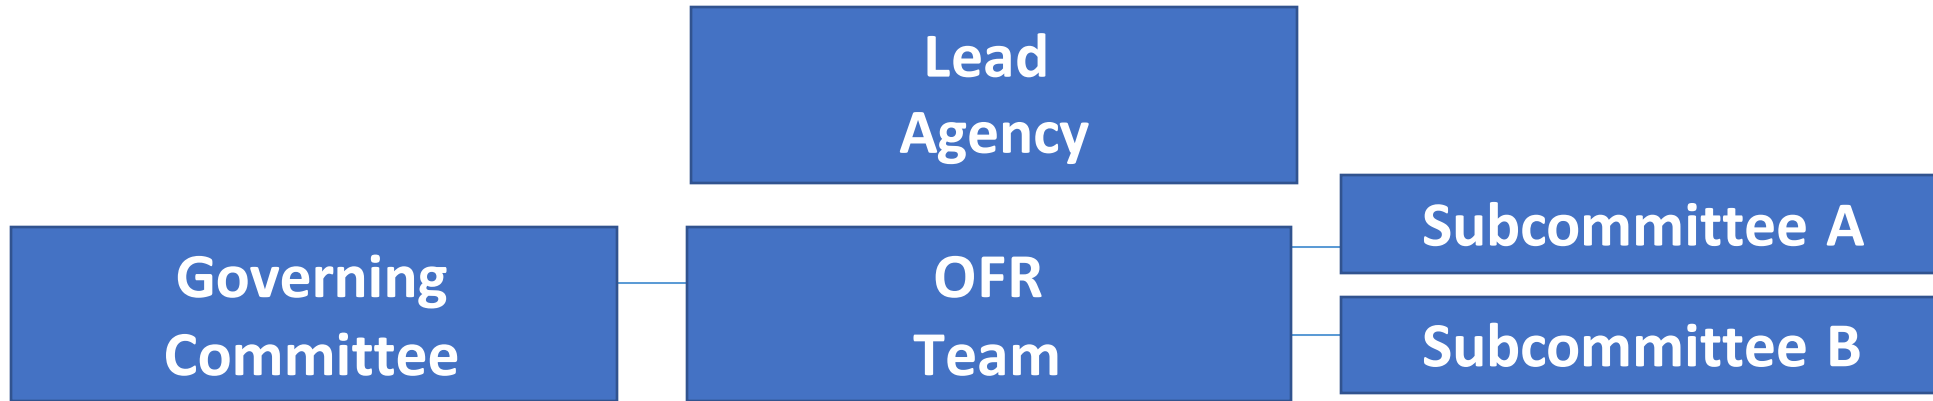 Lead
Agency
Governing
Committee
OFR
Team
Subcommittee A
Subcommittee B